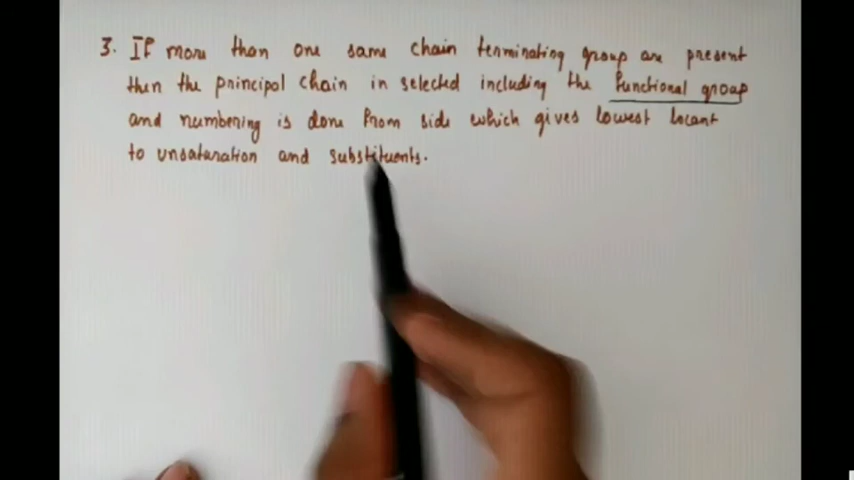 3. If more than one same chain terminating group are present
then the principal chain in selected including the functional group
and numbering is done from side which gives lowest locant
to unsaturation and substituents.